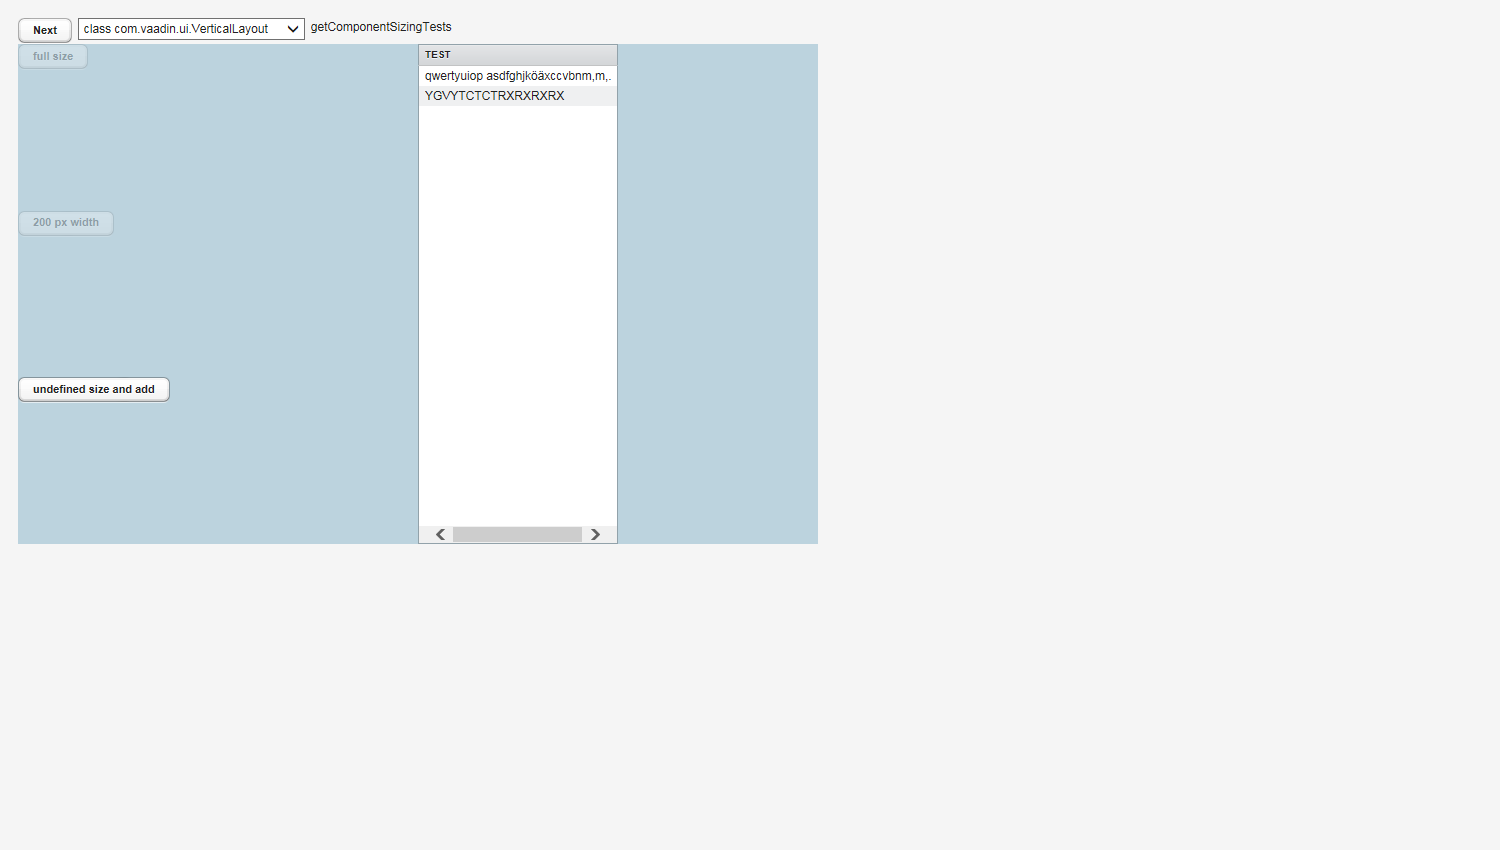 Next
class com.vaadin.ui.VerticalLayout
getComponentSizingTests
full size
TEST
qwertyuiop asdfghjköäxccvbnm,m,.
YGVYTCTCTRXRXRXRX
200 px width
undefined size and add